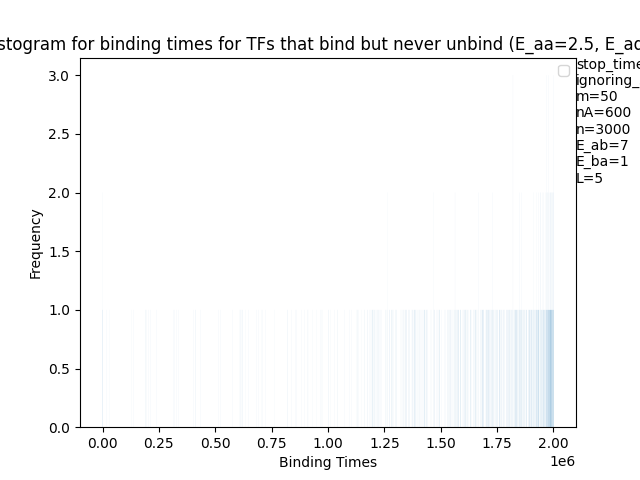 stogram for binding times for TFs that bind but never unbind (E_aa=2.5, E_ad
stop_time
ignoring_
m=50
nA=600
n=3000
E_ab=7
E_ba=1
L=5
3.0
2.5
2.0
1.5
1.0
0.5
0.0
Frequency
0.00 0.25 0.50 0.75 1.00 1.25 1.50 1.75 2.00
1e6
Binding Times